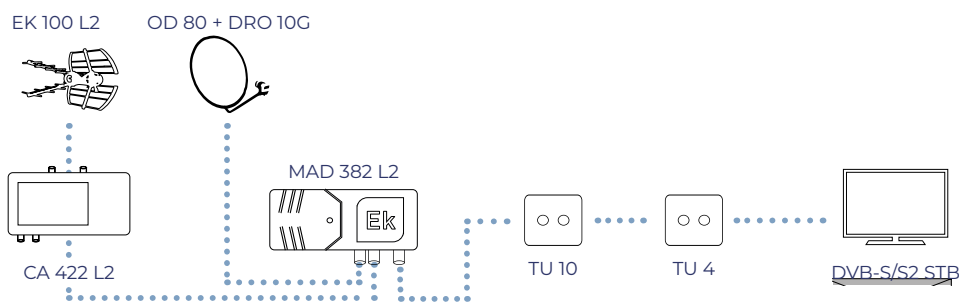 EK 100 L2
OD 80 + DRO 10G
MAD 382 L2
Ek
CA 422 L2
TU 10
TU 4
DVB-S/S2 STB